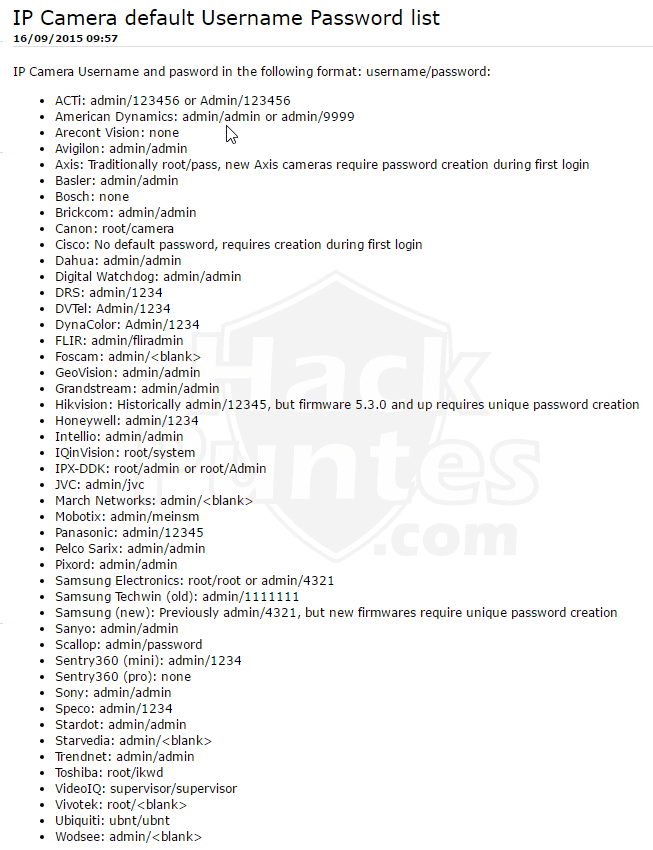 IP Camera default Username Password list
16/09/2015 09:57
IP Camera Username and pasword in the following format: username/password:
ACTi: admin/123456 or Admin/123456
American Dynamics: admin/admin or admin/9999
Arecont Vision: none
Avigilon: admin/admin
Axis: Traditionally root/pass, new Axis cameras require password creation during first login
Basler: admin/admin
Bosch: none
Brickcom: admin/admin
Canon: root/camera
Cisco: No default password, requires creation during first login
Dahua: admin/admin
Digital Watchdog: admin/admin
DRS: admin/1234
DVTel: Admin/1234
DynaColor: Admin/1234
FLIR: admin/fliradmin
Foscam: admin/<blank>
GeoVision: admin/admin
Grandstream: admin/admin
Hikvision: Historically admin/12345, but firmware 5.3.0 and up requires unique password creation
Honeywell: admin/1234
Intellio: admin/admin
IQinVision: root/system
IPX-DDK: root/admin or root/Admin
JVC: admin/jvc
March Networks: admin/<blank>
Mobotix: admin/meinsm
Panasonic: admin/12345
Pelco Sarix: admin/admin
Pixord: admin/admin
Samsung Electronics: root/root or admin/4321
Samsung Techwin (old): admin/1111111
Samsung (new): Previously admin/4321, but new firmwares require unique password creation
Sanyo: admin/admin
Scallop: admin/password
Sentry360 (mini): admin/1234
Sentry360 (pro): none
Sony: admin/admin
Speco: admin/1234
Stardot: admin/admin
Starvedia: admin/<blank>
Trendnet: admin/admin
Toshiba: root/ikwd
VideoIQ: supervisor/supervisor
Vivotek: root/<blank>
Ubiquiti: ubnt/ubnt
Wodsee: admin/<blank>
Hack
Puntes
.com